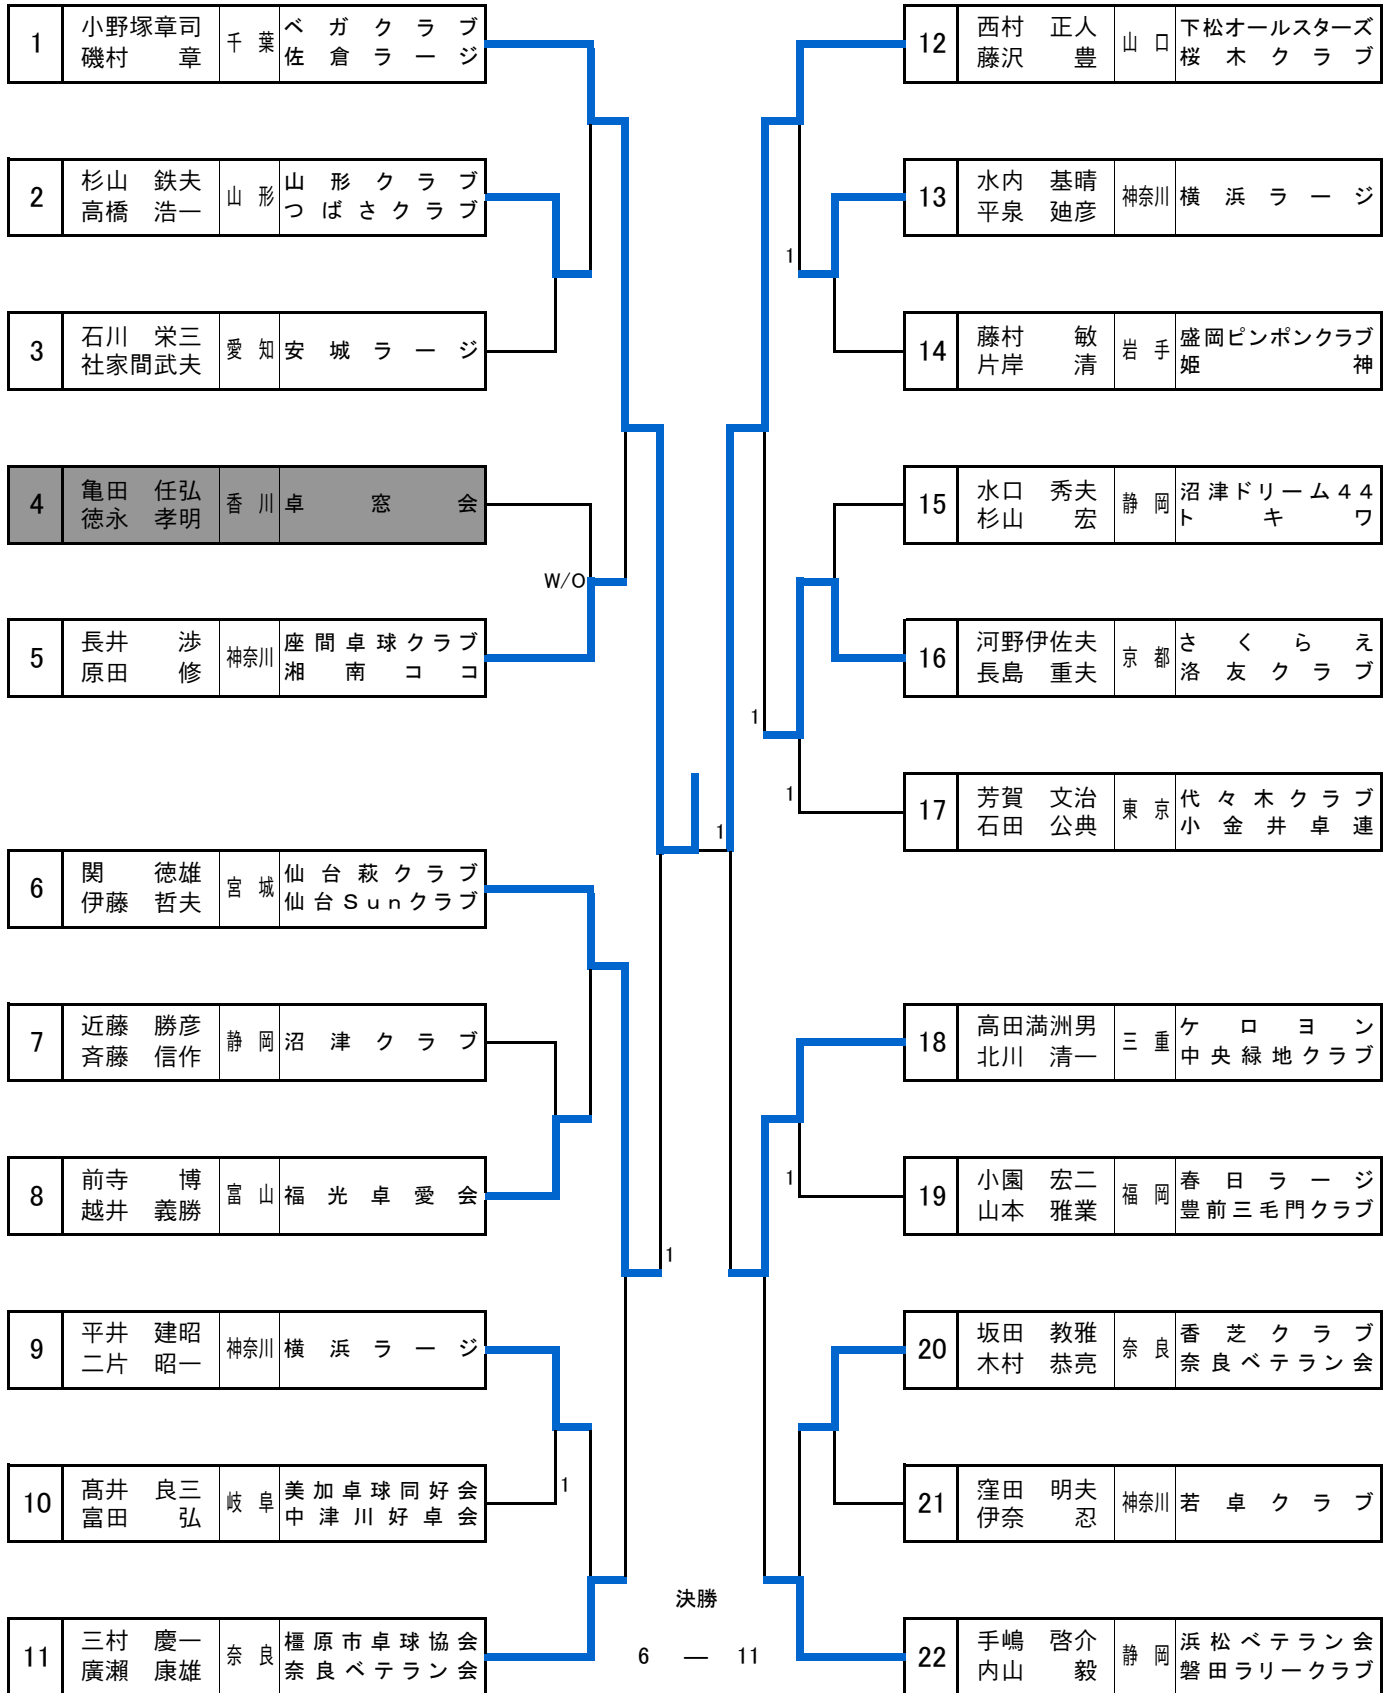 1 小野塚章司 千葉 ベガクラブ
磯村 章 佐倉ラージ
2 杉山 鉄夫 山形 山形クラブ
高橋 浩一 つばさクラブ
3 石川 栄三 愛知 安城ラージ
社家間武夫
4 亀田 任弘 香川 卓窓会
徳永 孝明
W/O
5 長井 渉 神奈川 座間卓球クラブ
原田 修 湘南ココ
6 関 徳雄 宮城 仙台萩クラブ
伊藤 哲夫 仙台Sunクラブ
7 近藤 勝彦 静岡 沼津クラブ
斉藤 信作
8 前寺 博 富山 福光卓愛会
越井 義勝
1
9 平井 建昭 神奈川 横浜ラージ
二片 昭一
1
10 髙井 良三 岐阜 美加卓球同好会
富田 弘 中津川好卓会
11 三村 慶一 奈良 橿原市卓球協会
廣瀬 康雄 奈良ベテラン会
12 西村 正人 山口 下松オールスターズ
藤沢 豊 桜木クラブ
13 水内 基晴 神奈川 横浜ラージ
平泉 廸彦
1
14 藤村 敏 岩手 盛岡ピンポンクラブ
片岸 清 姫神
15 水口 秀夫 静岡 沼津ドリーム44
杉山 宏 トキワ
16 河野伊佐夫 京都 さくらえ
長島 重夫 洛友クラブ
1
1
17 芳賀 文治 東京 代々木クラブ
石田 公典 小金井卓連
1
18 高田満洲男 三重 ケロヨン
北川 清一 中央緑地クラブ
1
19 小園 宏二 福岡 春日ラージ
山本 雅業 豊前三毛門クラブ
20 坂田 教雅 奈良 香芝クラブ
木村 恭亮 奈良ベテラン会
21 窪田 明夫 神奈川 若卓クラブ
伊奈 忍
22 手嶋 啓介 静岡 浜松ベテラン会
内山 毅 磐田ラリークラブ
決勝
6 — 11